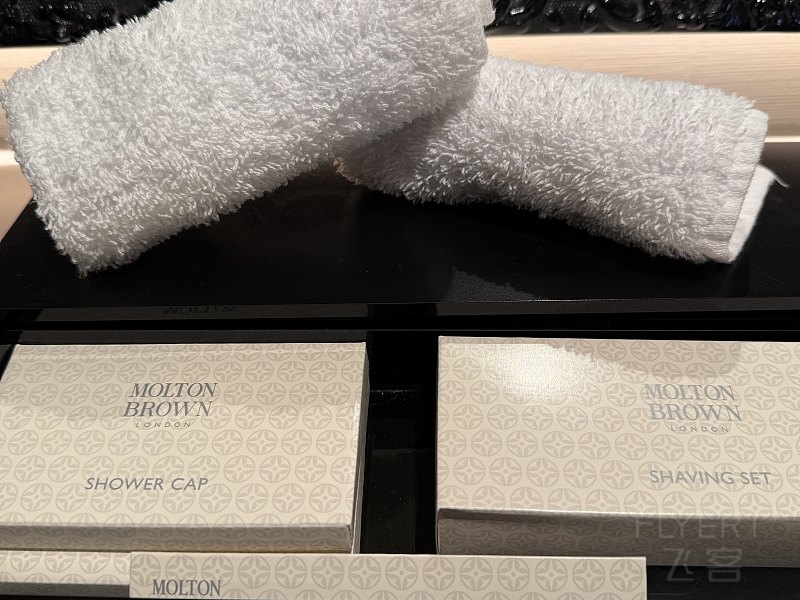 MOLTON
BROWN
LONDON
SHOWER CAP
MOLTON
BROWN
LONDON
SHAVING SET
MOLTON
FLYERT
飞客